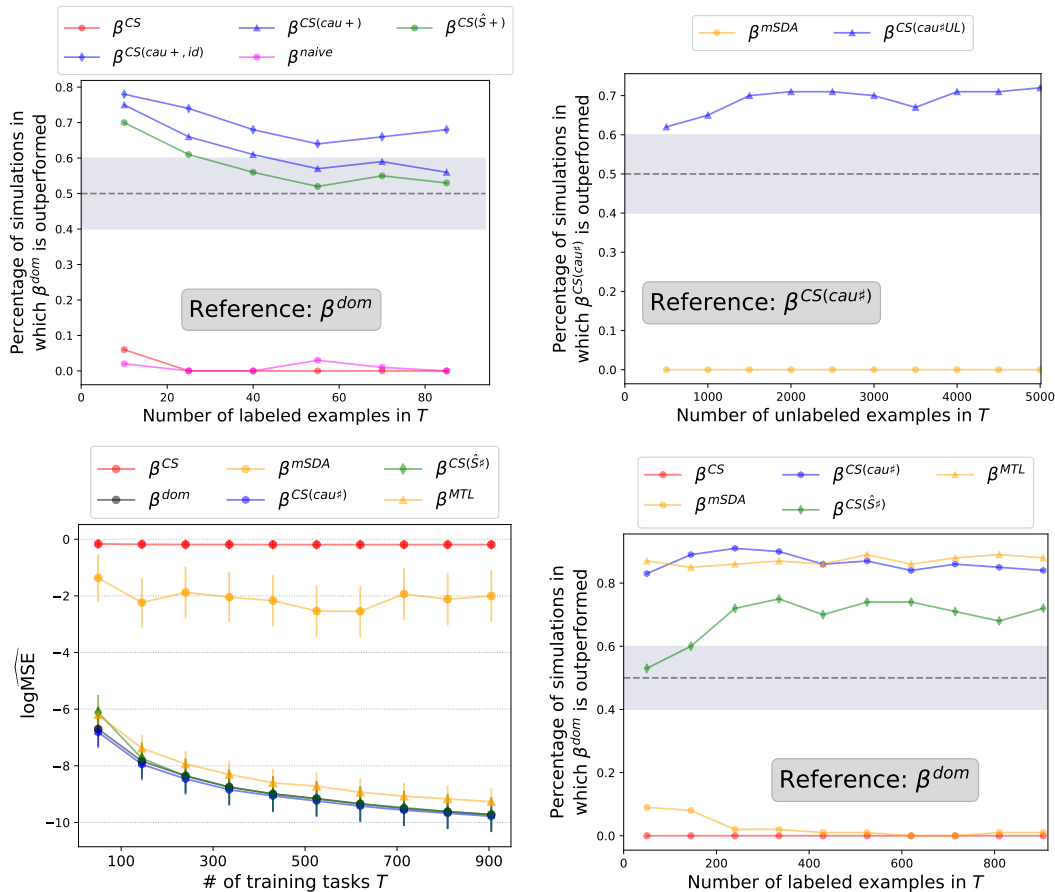 β^CS β^CS(cau+) β^CS(Ŝ+)
β^CS(cau+,id) β^naive
0.8
0.7
0.6
0.5
0.4
0.3
0.2
0.1
0.0
Percentage of simulations in
which β^dom is outperformed
Reference: β^dom
0 20 40 60 80
Number of labeled examples in T
β^mSDA β^CS(cau♯UL)
0.7
0.6
0.5
0.4
0.3
0.2
0.1
0.0
Percentage of simulations in
which β^CS(cau♯) is outperformed
Reference: β^CS(cau♯)
0 1000 2000 3000 4000 5000
Number of unlabeled examples in T
β^CS β^mSDA β^CS(Ŝ♯)
β^dom β^CS(cau♯) β^MTL
0
−2
−4
−6
−8
−10
logMSE
100 300 500 700 900
# of training tasks T
β^CS β^CS(cau♯) β^MTL
β^mSDA β^CS(Ŝ♯)
0.8
0.6
0.4
0.2
0.0
Percentage of simulations in
which β^dom is outperformed
Reference: β^dom
0 200 400 600 800
Number of labeled examples in T